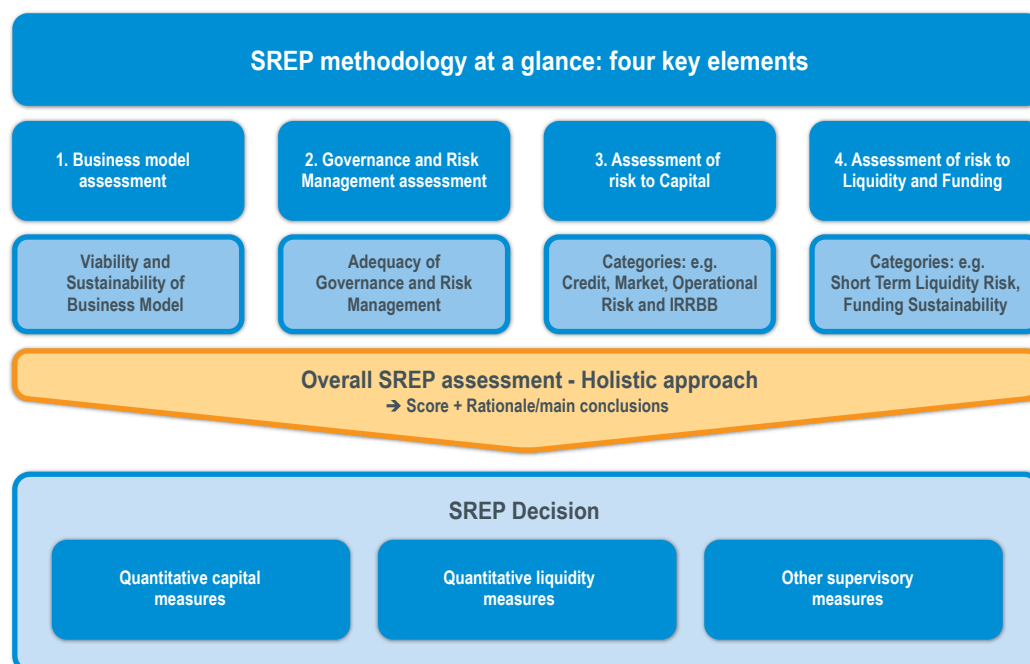 SREP methodology at a glance: four key elements
1. Business model
assessment
2. Governance and Risk
Management assessment
3. Assessment of
risk to Capital
4. Assessment of risk to
Liquidity and Funding
Viability and
Sustainability of
Business Model
Adequacy of
Governance and Risk
Management
Categories: e.g.
Credit, Market, Operational
Risk and IRRBB
Categories: e.g.
Short Term Liquidity Risk,
Funding Sustainability
Overall SREP assessment - Holistic approach
➔ Score + Rationale/main conclusions
SREP Decision
Quantitative capital
measures
Quantitative liquidity
measures
Other supervisory
measures